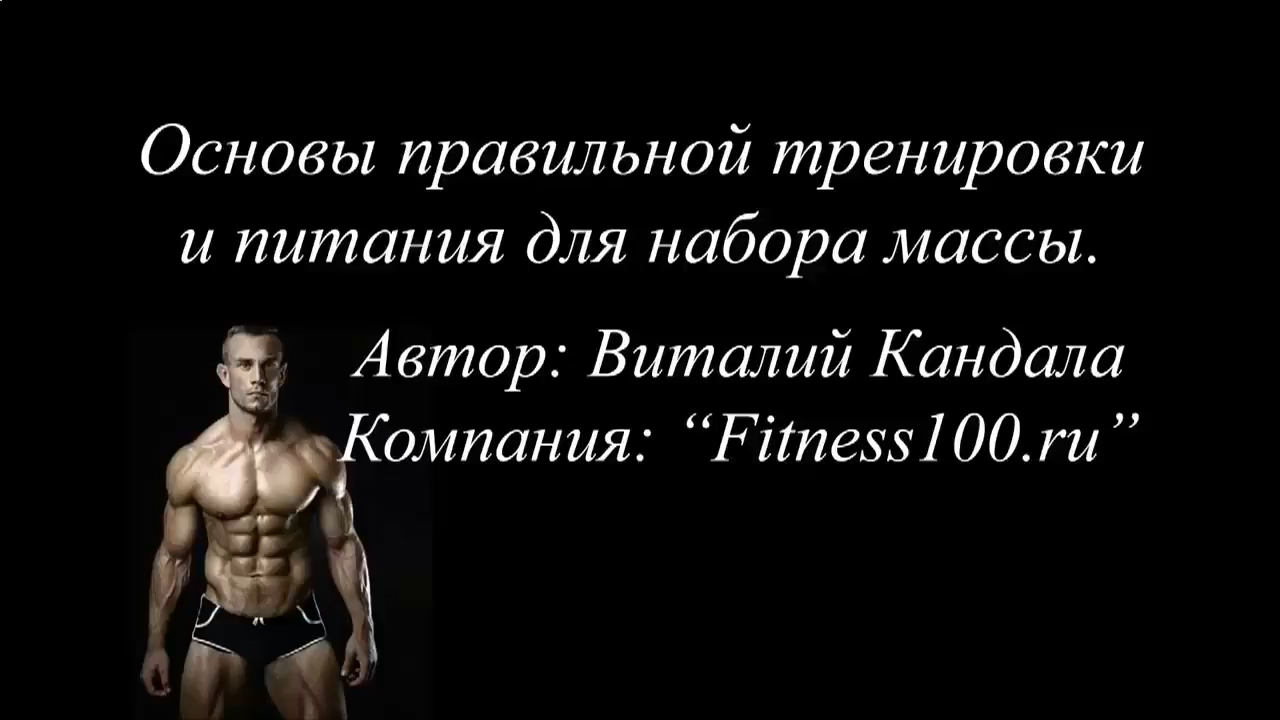 Основы правильной тренировки
и питания для набора массы.
Автор: Виталий Кандала
Компания: “Fitness100.ru”